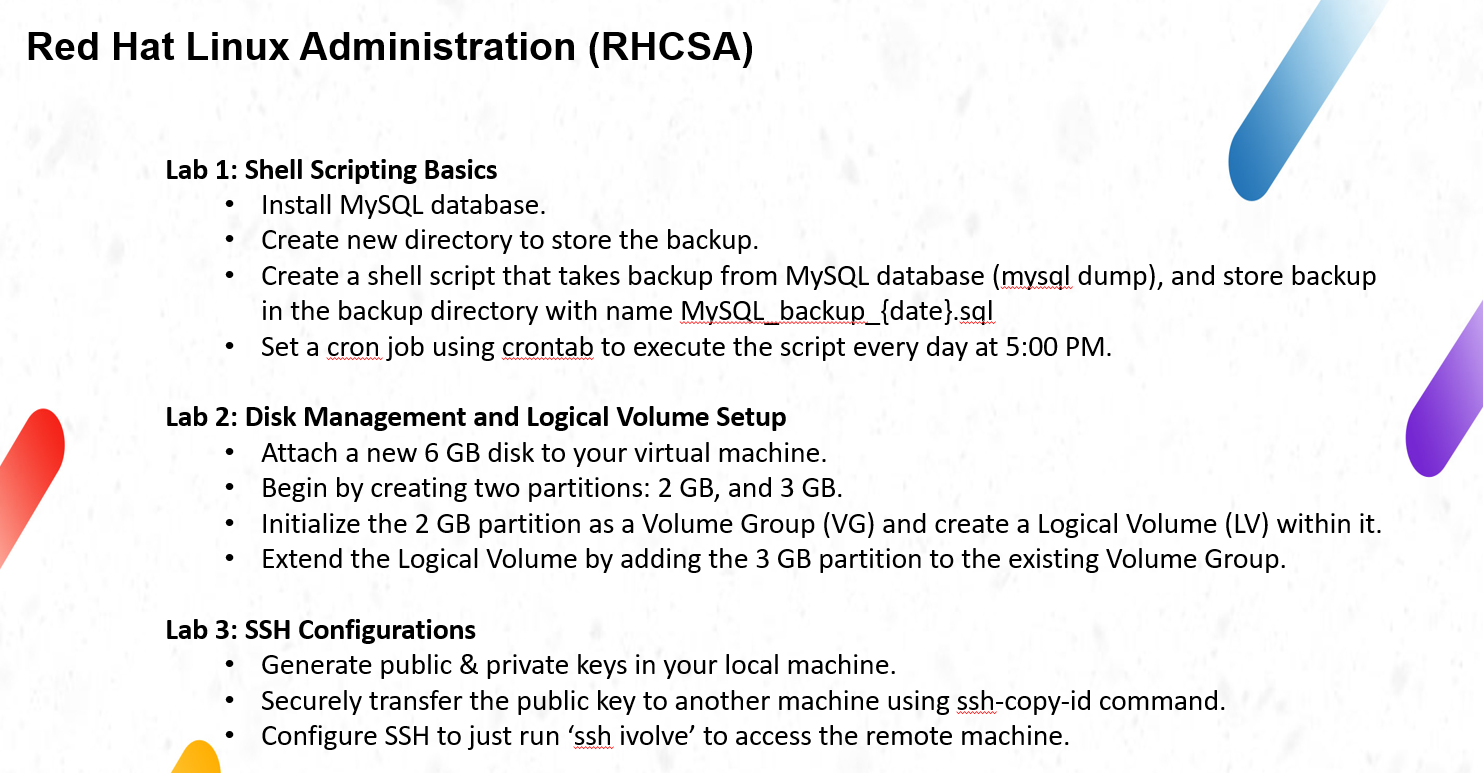 Red Hat Linux Administration (RHCSA)
Lab 1: Shell Scripting Basics
• Install MySQL database.
• Create new directory to store the backup.
• Create a shell script that takes backup from MySQL database (mysql dump), and store backup
in the backup directory with name MySQL_backup_{date}.sql
• Set a cron job using crontab to execute the script every day at 5:00 PM.
Lab 2: Disk Management and Logical Volume Setup
• Attach a new 6 GB disk to your virtual machine.
• Begin by creating two partitions: 2 GB, and 3 GB.
• Initialize the 2 GB partition as a Volume Group (VG) and create a Logical Volume (LV) within it.
• Extend the Logical Volume by adding the 3 GB partition to the existing Volume Group.
Lab 3: SSH Configurations
• Generate public & private keys in your local machine.
• Securely transfer the public key to another machine using ssh-copy-id command.
• Configure SSH to just run ‘ssh ivolve’ to access the remote machine.